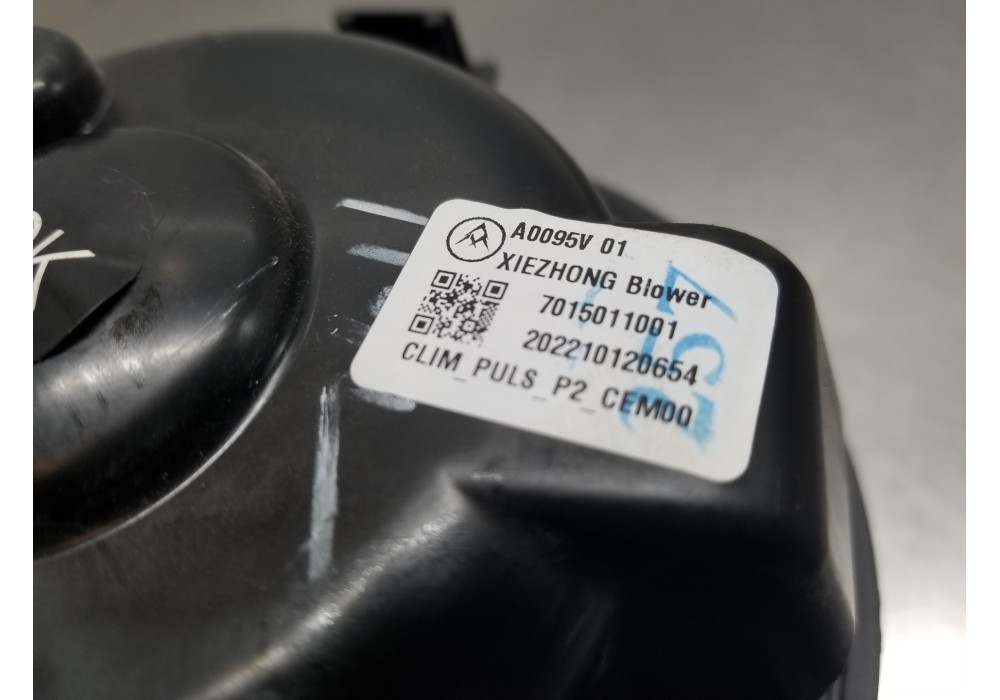 A0095V 01
XIEZHONG Blower
7015011001
202210120654
CLIM_PULS_P2_CEM00